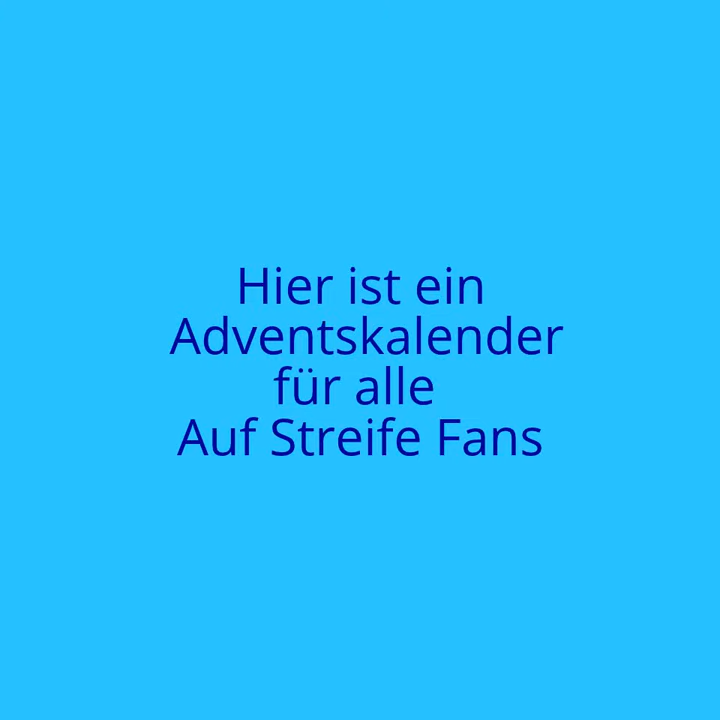 Hier ist ein
Adventskalender
für alle
Auf Streife Fans